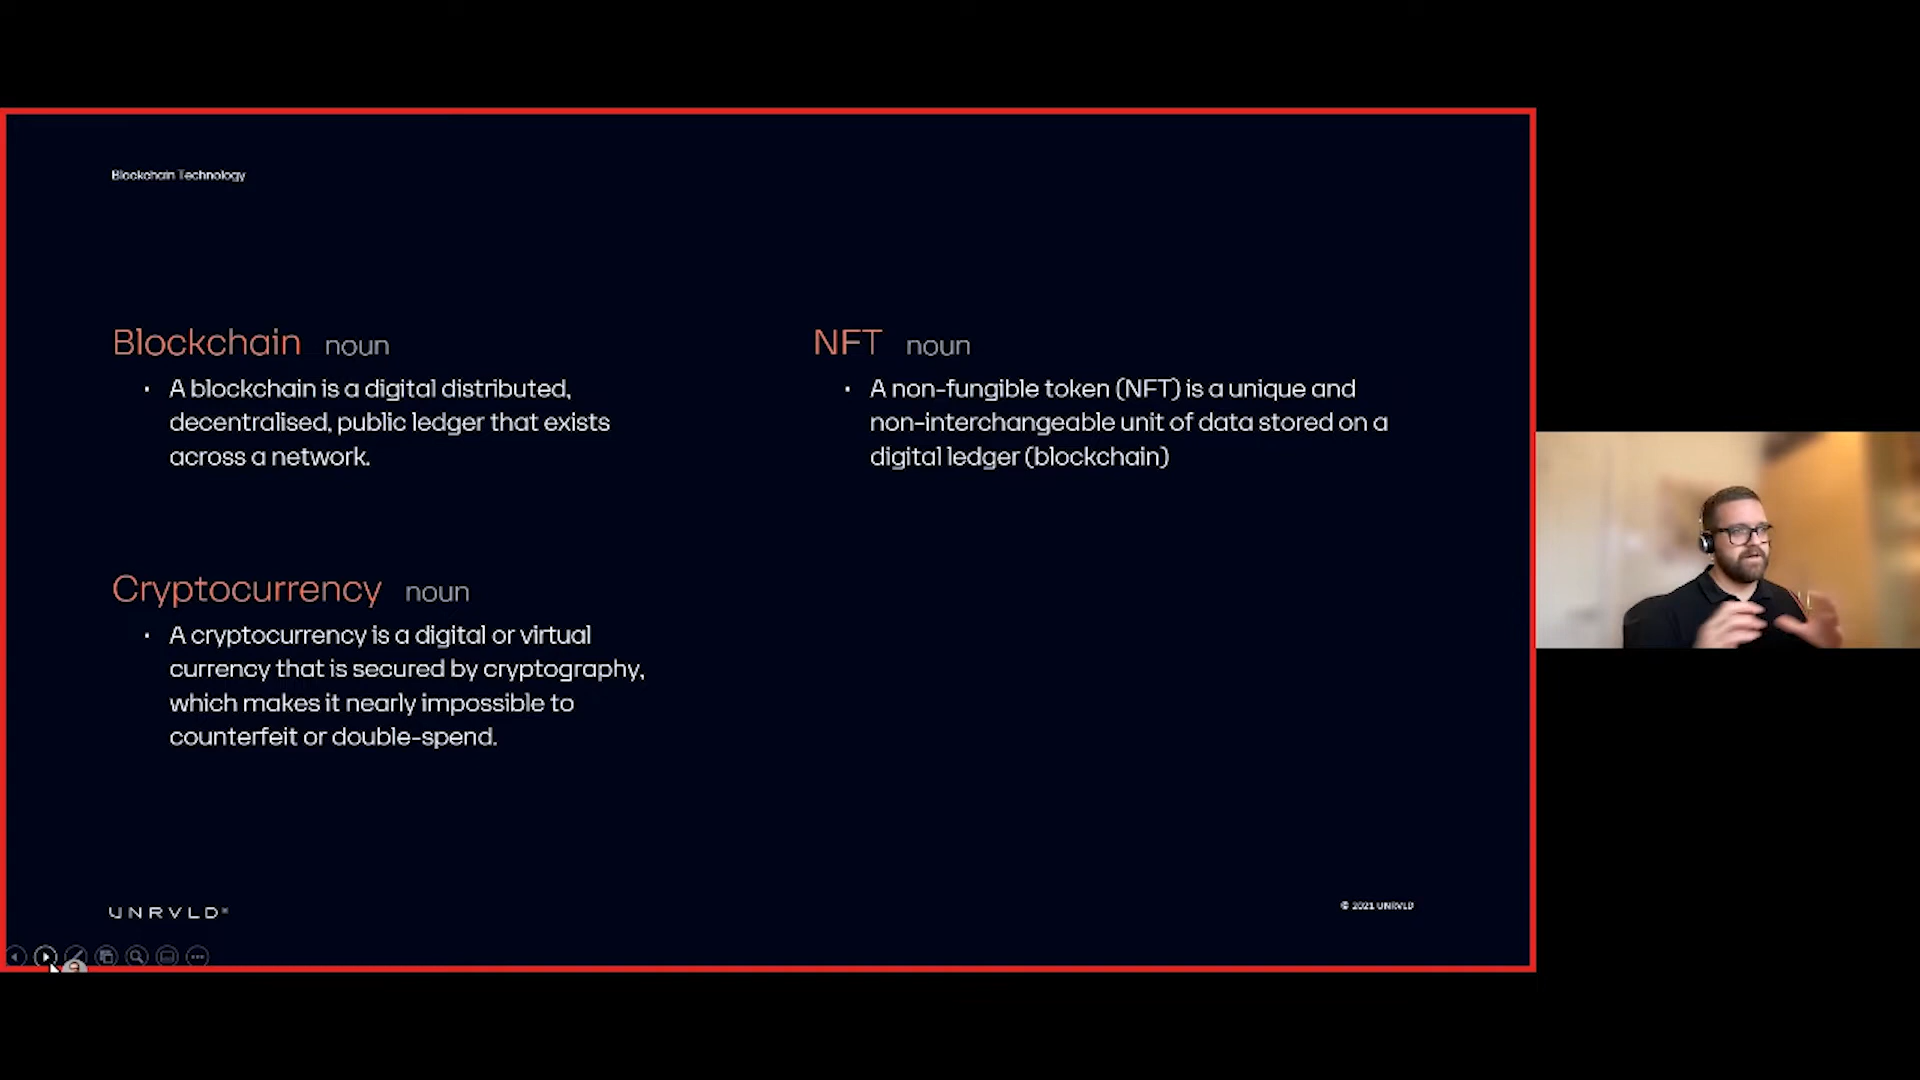 Blockchain Technology
Blockchain noun
· A blockchain is a digital distributed,
decentralised, public ledger that exists
across a network.
NFT noun
· A non-fungible token (NFT) is a unique and
non-interchangeable unit of data stored on a
digital ledger (blockchain)
Cryptocurrency noun
· A cryptocurrency is a digital or virtual
currency that is secured by cryptography,
which makes it nearly impossible to
counterfeit or double-spend.
UNRVLD
© 2021 UNRVLD